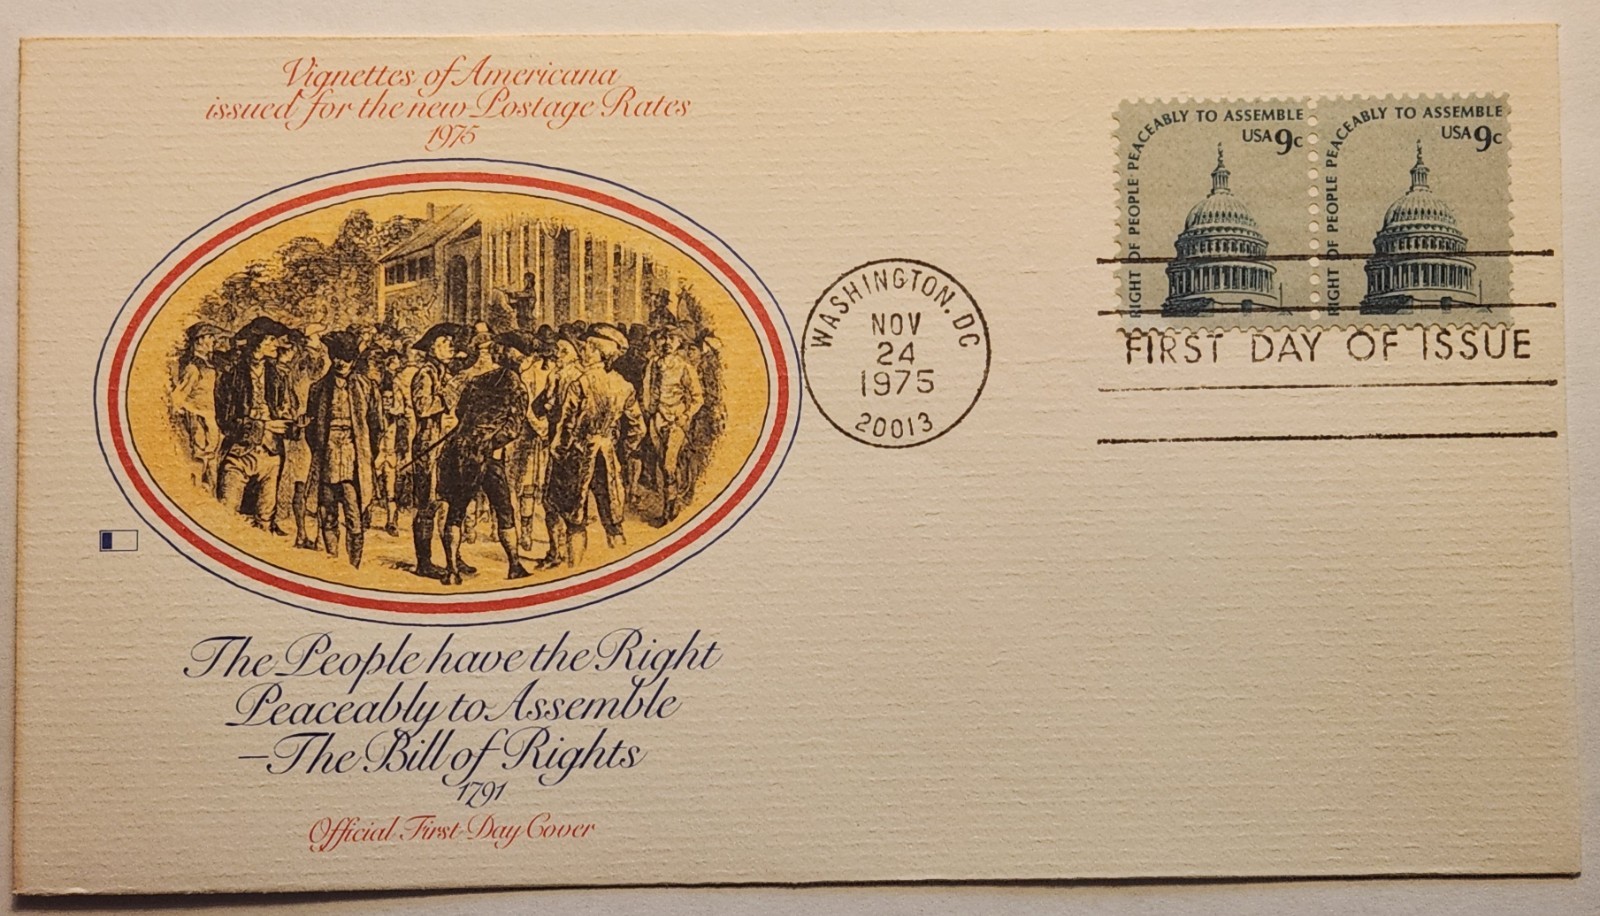 Vignettes of Americana
issued for the new Postage Rates
1975
The People have the Right
Peaceably to Assemble
—The Bill of Rights
1791
Official First Day Cover
WASHINGTON, DC
NOV
24
1975
20013
RIGHT OF PEOPLE PEACEABLY TO ASSEMBLE
USA 9c
RIGHT OF PEOPLE PEACEABLY TO ASSEMBLE
USA 9c
FIRST DAY OF ISSUE